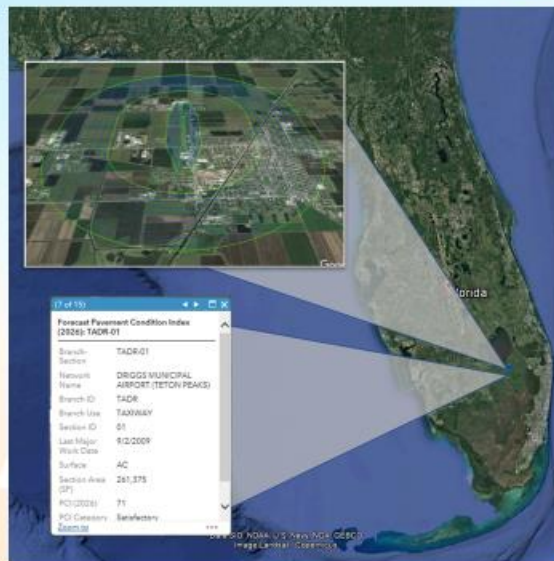 Goo
Florida
(7 of 15)
Forecast Pavement Condition Index
(2026): TADR-01
Branch-
Section
TADR-01
Network
Name
DRIGGS MUNICIPAL
AIRPORT (TETON PEAKS)
Branch ID
TADR
Branch Use
TAXIWAY
Section ID
01
Last Major
Work Date
9/2/2009
Surface
AC
Section Area
(SF)
261,375
PCI (2026)
71
PCI Category
Satisfactory
Zoom to
Data SIO, NOAA, U.S. Navy, NGA, GEBCO
Image Landsat / Copernicus